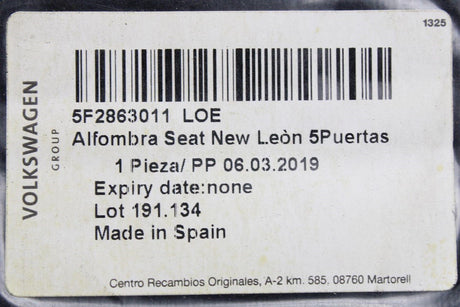 1325
VOLKSWAGEN
GROUP
5F2863011 LOE
Alfombra Seat New Leòn 5Puertas
1 Pieza/ PP 06.03.2019
Expiry date:none
Lot 191.134
Made in Spain
Centro Recambios Originales, A-2 km. 585. 08760 Martorell